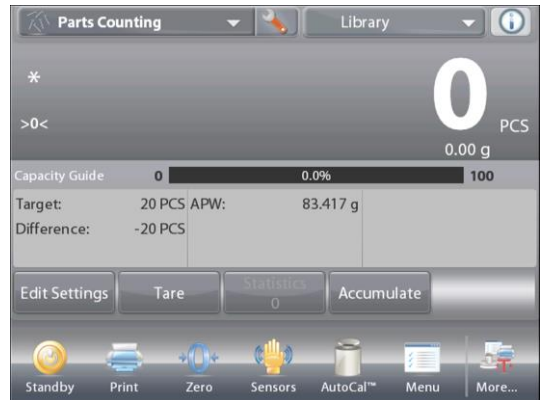 Parts Counting Library
*
0
>0< PCS
0.00 g
Capacity Guide 0 0.0% 100
Target: 20 PCS APW: 83.417 g
Difference: -20 PCS
Edit Settings Tare Statistics Accumulate
0
Standby Print Zero Sensors AutoCal™ Menu More...